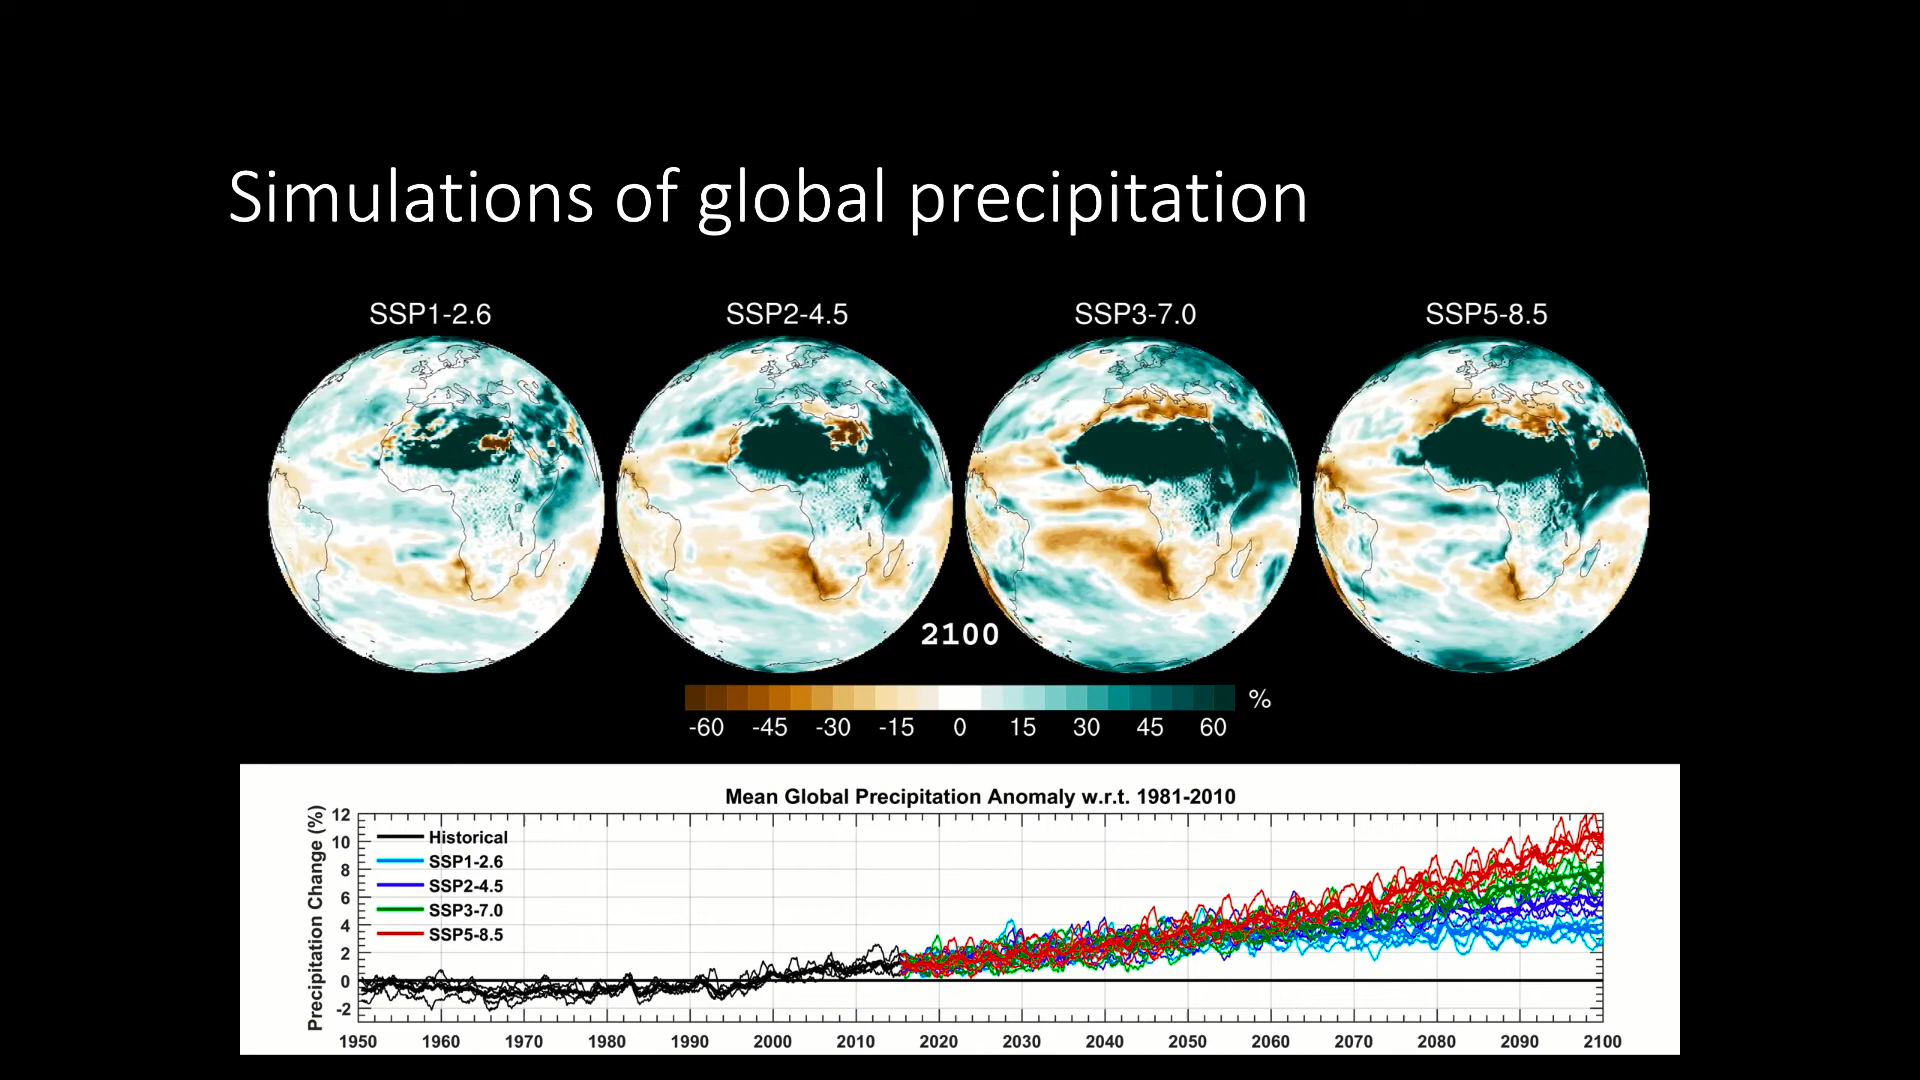 Simulations of global precipitation
SSP1-2.6 SSP2-4.5 SSP3-7.0 SSP5-8.5
2100
%
-60 -45 -30 -15 0 15 30 45 60
Mean Global Precipitation Anomaly w.r.t. 1981-2010
Precipitation Change (%)
12
10
8
6
4
2
0
-2
Historical
SSP1-2.6
SSP2-4.5
SSP3-7.0
SSP5-8.5
1950 1960 1970 1980 1990 2000 2010 2020 2030 2040 2050 2060 2070 2080 2090 2100